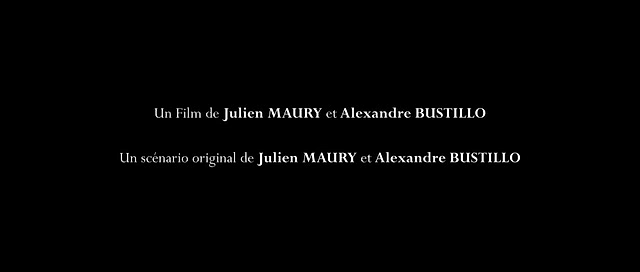 Un Film de Julien MAURY et Alexandre BUSTILLO
Un scénario original de Julien MAURY et Alexandre BUSTILLO